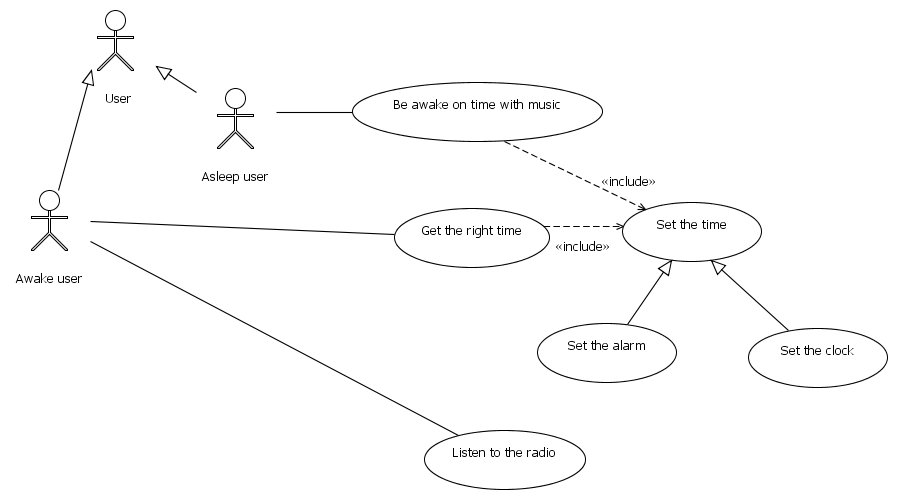 User
Be awake on time with music
Asleep user
«include»
Set the time
Get the right time
«include»
Awake user
Set the alarm
Set the clock
Listen to the radio